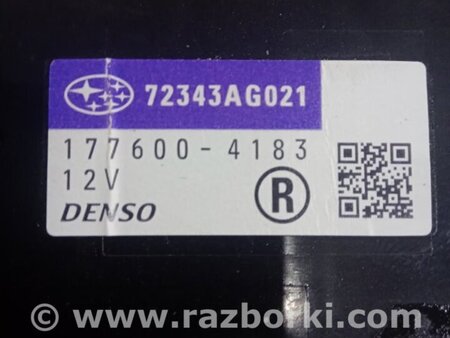 72343AG021
177600-4183
12V
DENSO
R
© www.razborki.com